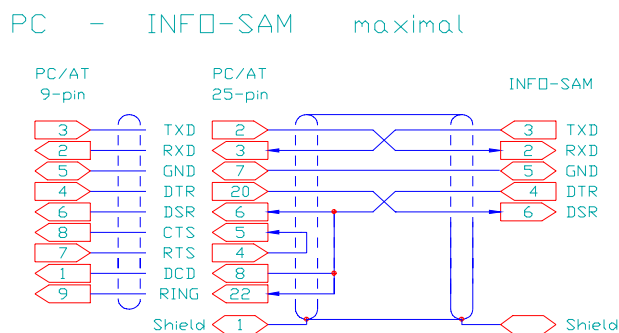 PC - INFO-SAM maximal
PC/AT 9-pin
PC/AT 25-pin
INFO-SAM
3 TXD 2 3 TXD
2 RXD 3 2 RXD
5 GND 7 5 GND
4 DTR 20 4 DTR
6 DSR 6 6 DSR
8 CTS 5
7 RTS 4
1 DCD 8
9 RING 22
Shield 1 Shield